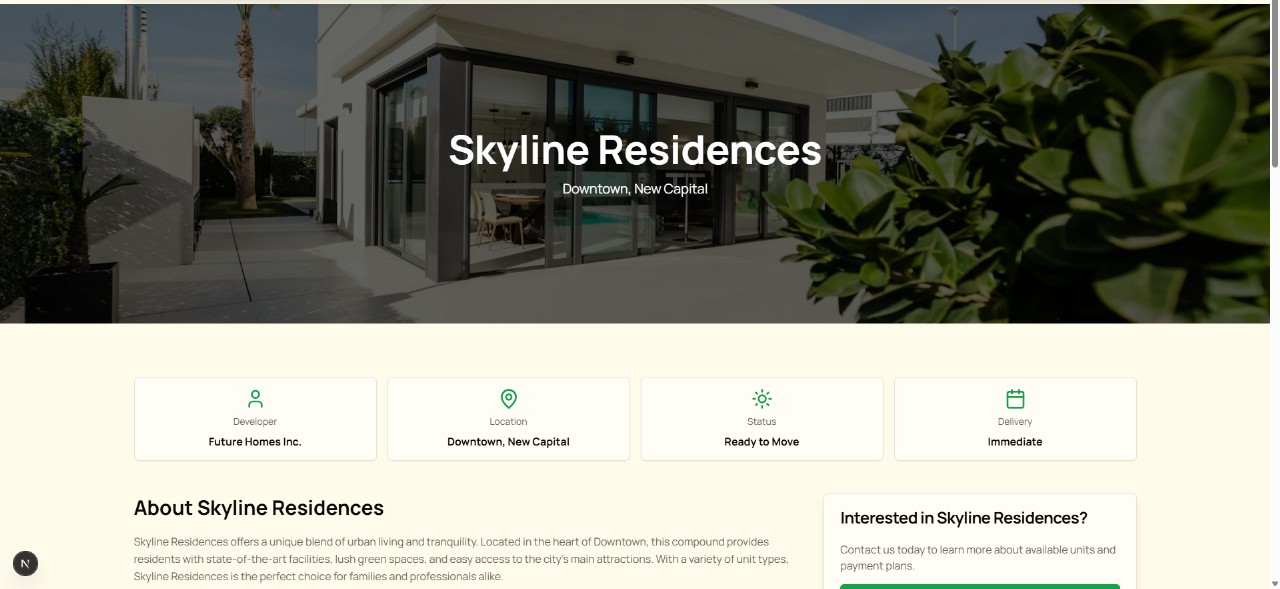 Skyline Residences
Downtown, New Capital
Developer
Future Homes Inc.
Location
Downtown, New Capital
Status
Ready to Move
Delivery
Immediate
About Skyline Residences
Skyline Residences offers a unique blend of urban living and tranquility. Located in the heart of Downtown, this compound provides
residents with state-of-the-art facilities, lush green spaces, and easy access to the city's main attractions. With a variety of unit types,
Skyline Residences is the perfect choice for families and professionals alike.
Interested in Skyline Residences?
Contact us today to learn more about available units and
payment plans.
N